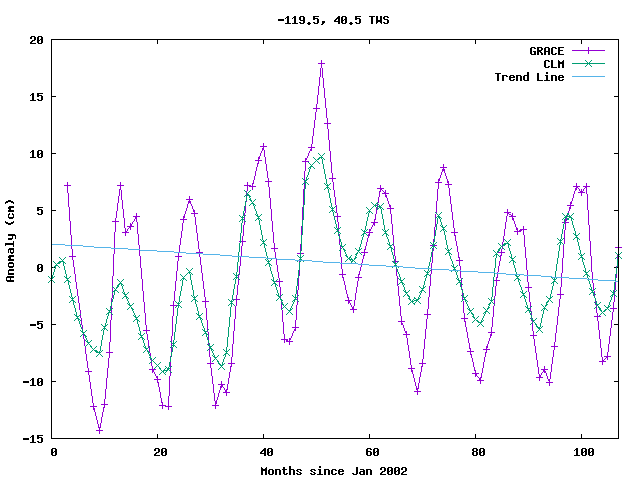 -119.5, 40.5 TWS
GRACE
CLM
Trend Line
20
15
10
5
0
-5
-10
-15
Anomaly (cm)
0 20 40 60 80 100
Months since Jan 2002